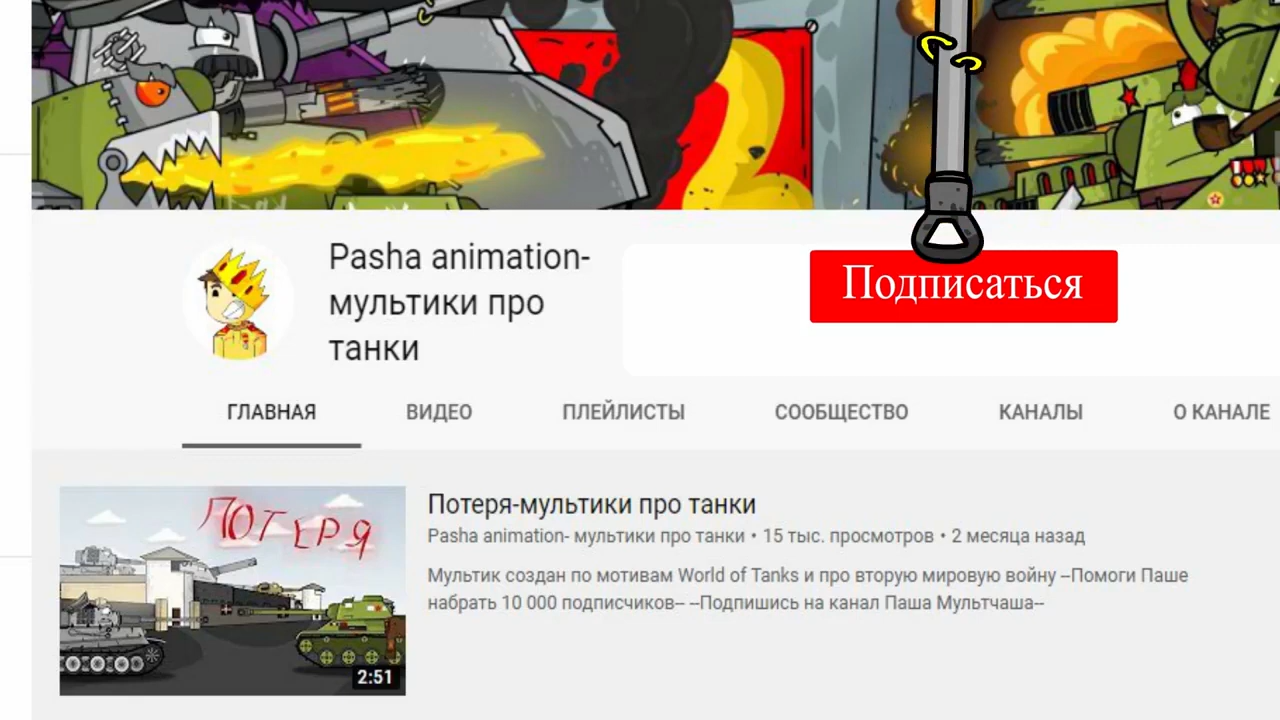 Pasha animation-
мультики про
танки
Подписаться
ГЛАВНАЯ ВИДЕО ПЛЕЙЛИСТЫ СООБЩЕСТВО КАНАЛЫ О КАНАЛЕ
ПОТЕРЯ
2:51
Потеря-мультики про танки
Pasha animation- мультики про танки • 15 тыс. просмотров • 2 месяца назад
Мультик создан по мотивам World of Tanks и про вторую мировую войну --Помоги Паше
набрать 10 000 подписчиков-- --Подпишись на канал Паша Мультчаша--